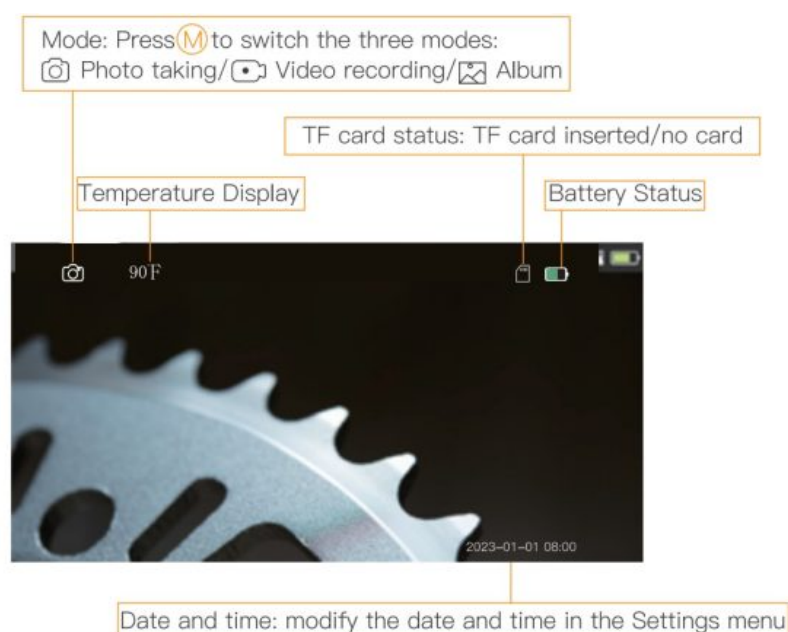 Mode: Press Ⓜ to switch the three modes:
Photo taking/ Video recording/ Album
TF card status: TF card inserted/no card
Temperature Display
Battery Status
90°F
2023-01-01 08:00
Date and time: modify the date and time in the Settings menu